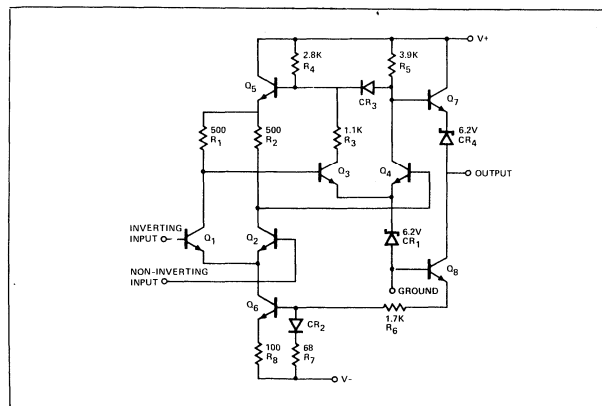 V+
2.8K
R4
3.9K
R5
Q5
CR3
Q7
6.2V
CR4
500
R1
500
R2
1.1K
R3
Q3
Q4
OUTPUT
INVERTING
INPUT
Q1
Q2
6.2V
CR1
NON-INVERTING
INPUT
Q8
GROUND
Q6
CR2
1.7K
R6
100
R8
68
R7
V-